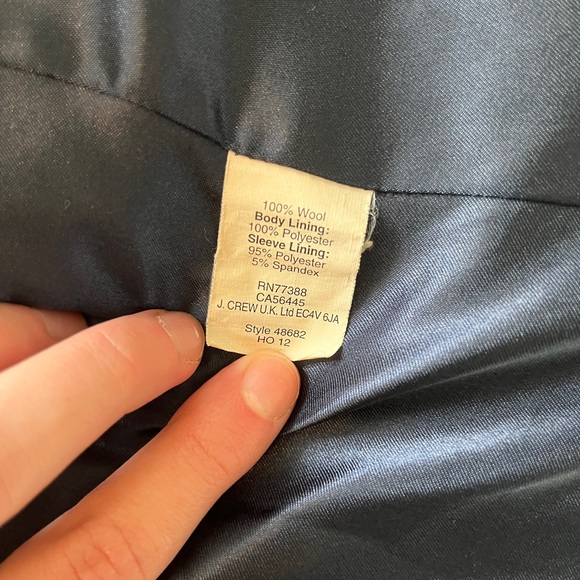 100% Wool
Body Lining:
100% Polyester
Sleeve Lining:
95% Polyester
5% Spandex
RN77388
CA56445
J. CREW U.K. Ltd EC4V 6JA
Style 48682
HO 12